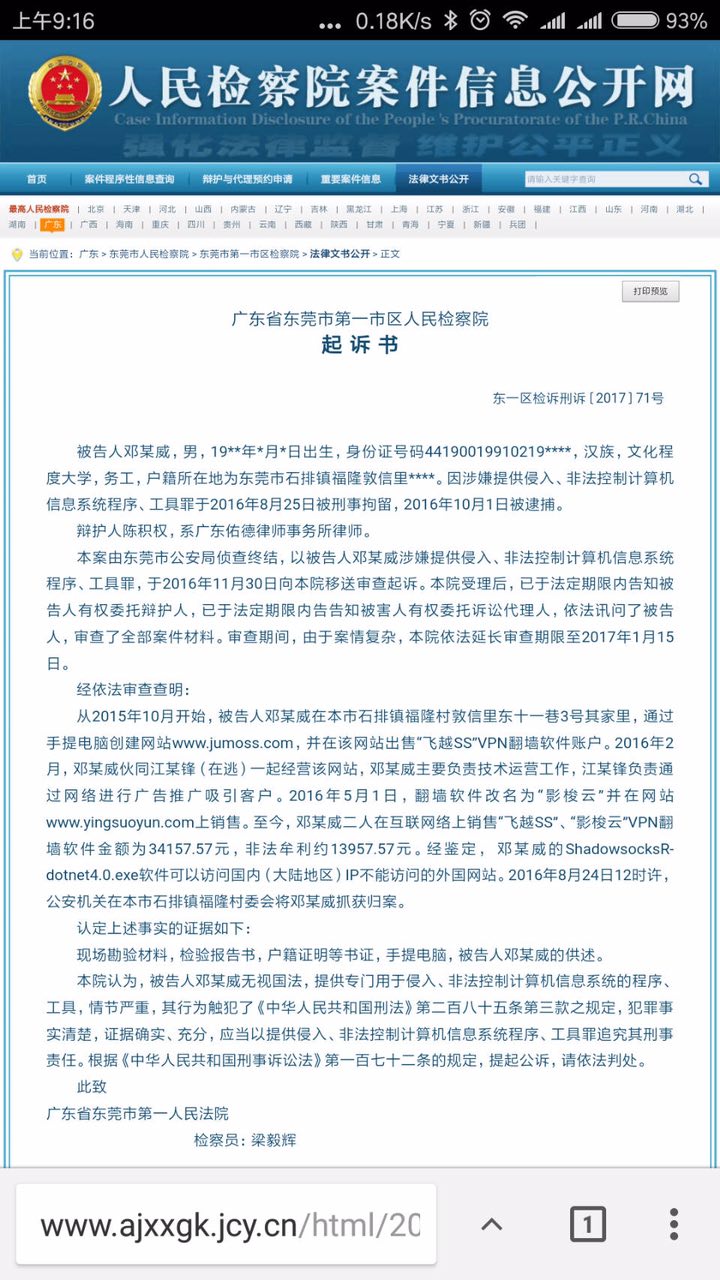 上午9:16
... 0.18K/s 93%
人民检察院案件信息公开网
Case Information Disclosure of the People's Procuratorate of the P.R.China
强化法律监督 维护公平正义
首页 案件程序性信息查询 辩护与代理预约申请 重要案件信息 法律文书公开 请输入关键字查询
最高人民检察院 | 北京 | 天津 | 河北 | 山西 | 内蒙古 | 辽宁 | 吉林 | 黑龙江 | 上海 | 江苏 | 浙江 | 安徽 | 福建 | 江西 | 山东 | 河南 | 湖北 |
湖南 | 广东 | 广西 | 海南 | 重庆 | 四川 | 贵州 | 云南 | 西藏 | 陕西 | 甘肃 | 青海 | 宁夏 | 新疆 | 兵团 |
当前位置：广东 > 东莞市人民检察院 > 东莞市第一市区检察院 > 法律文书公开 > 正文
打印预览
广东省东莞市第一市区人民检察院
起 诉 书
东一区检诉刑诉〔2017〕71号
被告人邓某威，男，19**年*月*日出生，身份证号码44190019910219****，汉族，文化程
度大学，务工，户籍所在地为东莞市石排镇福隆敦信里****。因涉嫌提供侵入、非法控制计算机
信息系统程序、工具罪于2016年8月25日被刑事拘留，2016年10月1日被逮捕。
辩护人陈积权，系广东佑德律师事务所律师。
本案由东莞市公安局侦查终结，以被告人邓某威涉嫌提供侵入、非法控制计算机信息系统
程序、工具罪，于2016年11月30日向本院移送审查起诉。本院受理后，已于法定期限内告知被
告人有权委托辩护人，已于法定期限内告告知被害人有权委托诉讼代理人，依法讯问了被告
人，审查了全部案件材料。审查期间，由于案情复杂，本院依法延长审查期限至2017年1月15
日。
经依法审查查明：
从2015年10月开始，被告人邓某威在本市石排镇福隆村敦信里东十一巷3号其家里，通过
手提电脑创建网站www.jumoss.com，并在该网站出售“飞越SS”VPN翻墙软件账户。2016年2
月，邓某威伙同江某锋（在逃）一起经营该网站，邓某威主要负责技术运营工作，江某锋负责通
过网络进行广告推广吸引客户。2016年5月1日，翻墙软件改名为“影梭云”并在网站
www.yingsuoyun.com上销售。至今，邓某威二人在互联网络上销售“飞越SS”、“影梭云”VPN翻
墙软件金额为34157.57元，非法牟利约13957.57元。经鉴定，邓某威的ShadowsocksR-
dotnet4.0.exe软件可以访问国内（大陆地区）IP不能访问的外国网站。2016年8月24日12时许，
公安机关在本市石排镇福隆村委会将邓某威抓获归案。
认定上述事实的证据如下：
现场勘验材料，检验报告书，户籍证明等书证，手提电脑，被告人邓某威的供述。
本院认为，被告人邓某威无视国法，提供专门用于侵入、非法控制计算机信息系统的程序、
工具，情节严重，其行为触犯了《中华人民共和国刑法》第二百八十五条第三款之规定，犯罪事
实清楚，证据确实、充分，应当以提供侵入、非法控制计算机信息系统程序、工具罪追究其刑事
责任。根据《中华人民共和国刑事诉讼法》第一百七十二条的规定，提起公诉，请依法判处。
此致
广东省东莞市第一人民法院
检察员：梁毅辉
www.ajxxgk.jcy.cn/html/20
1